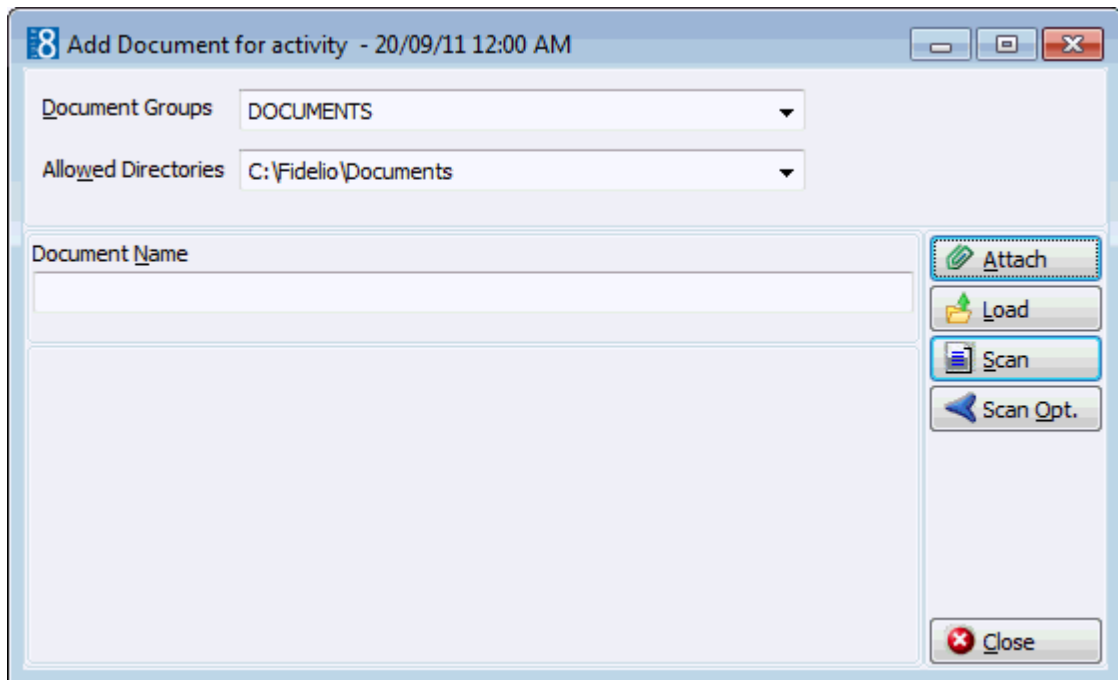 8 Add Document for activity - 20/09/11 12:00 AM
Document Groups DOCUMENTS
Allowed Directories C:\Fidelio\Documents
Document Name
Attach
Load
Scan
Scan Opt.
Close